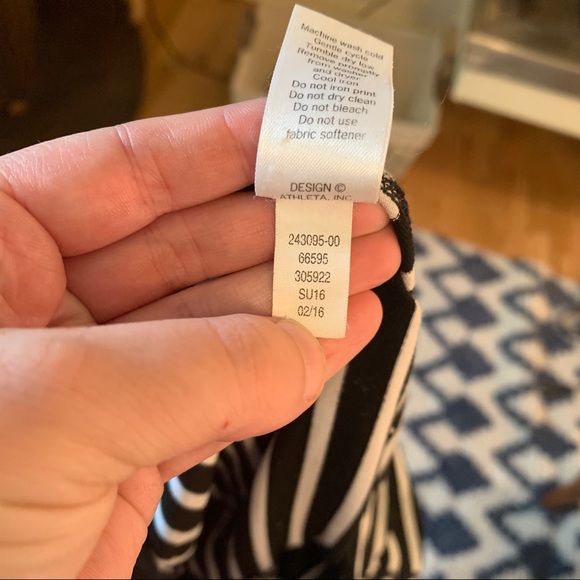 Machine wash cold
Gentle cycle
Tumble dry low
Remove promptly
from washer
and dryer
Cool iron
Do not iron print
Do not dry clean
Do not bleach
Do not use
fabric softener
DESIGN ©
ATHLETA, INC
243095-00
66595
305922
SU16
02/16